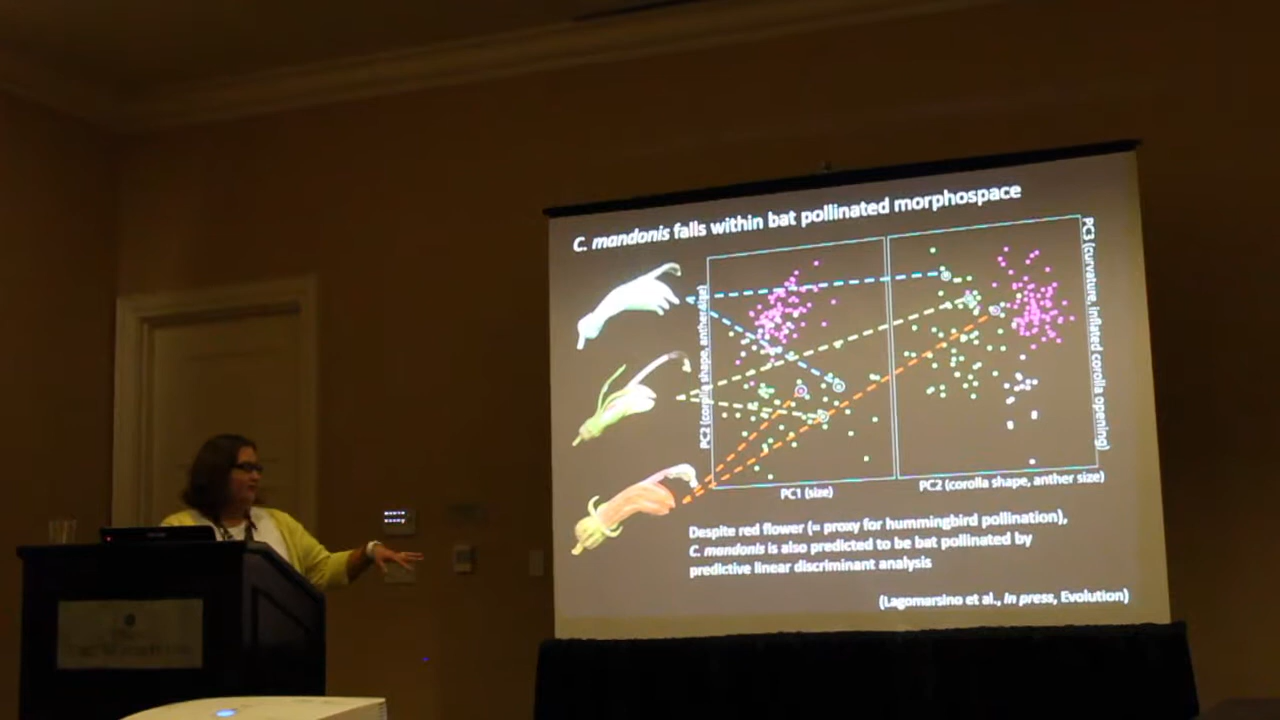 C. mandonis falls within bat pollinated morphospace
PC2 (corolla shape, anther size)
PC3 (curvature, inflated corolla opening)
PC1 (size)
PC2 (corolla shape, anther size)
Despite red flower (= proxy for hummingbird pollination),
C. mandonis is also predicted to be bat pollinated by
predictive linear discriminant analysis
(Lagomarsino et al., In press, Evolution)